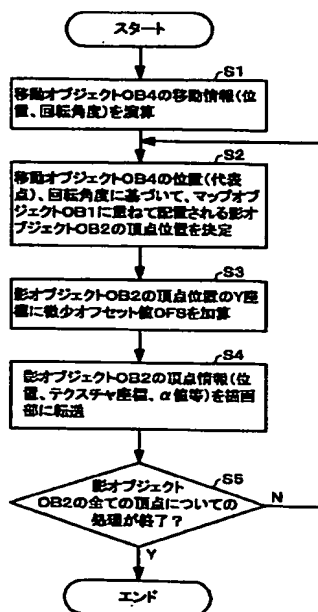 スタート
S1
移動オブジェクトOB4の移動情報(位
置、回転角度)を演算
S2
移動オブジェクトOB4の位置(代表
点)、回転角度に基づいて、マップオブ
ジェクトOB1に重ねて配置される影オ
ブジェクトOB2の頂点位置を決定
S3
影オブジェクトOB2の頂点位置のY座
標に微少オフセット値OFSを加算
S4
影オブジェクトOB2の頂点情報(位
置、テクスチャ座標、α値等)を描画
部に転送
S5
影オブジェクト
OB2の全ての頂点についての
処理が終了?
N
Y
エンド